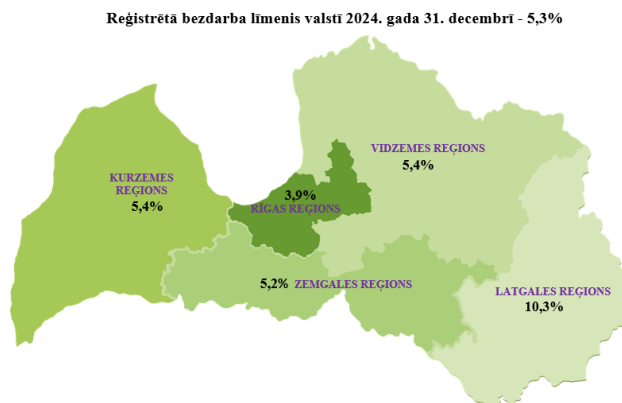 Reģistrētā bezdarba līmenis valstī 2024. gada 31. decembrī - 5,3%
VIDZEMES REĢIONS
5,4%
KURZEMES
REĢIONS
5,4%
3,9%
RĪGAS REĢIONS
5,2% ZEMGALES REĢIONS
LATGALES REĢIONS
10,3%